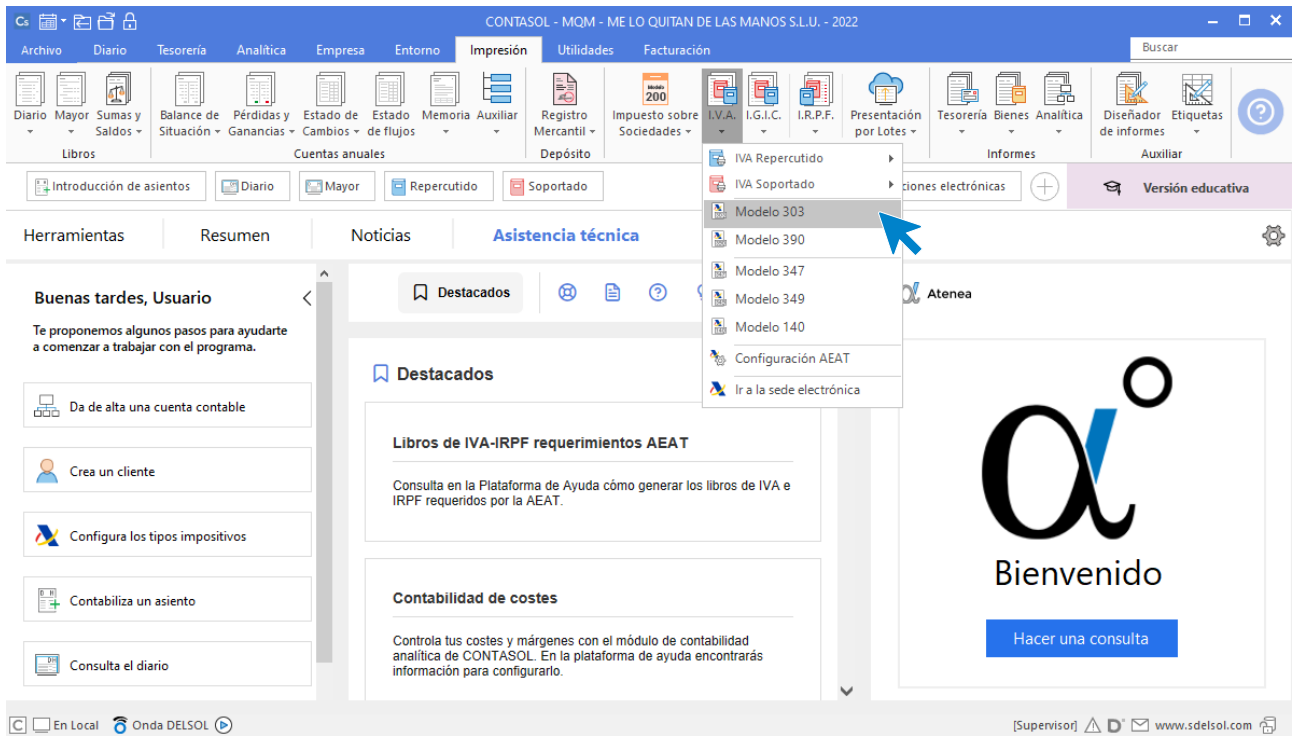 Cs
CONTASOL - MQM - ME LO QUITAN DE LAS MANOS S.L.U. - 2022
Archivo Diario Tesorería Analítica Empresa Entorno Impresión Utilidades Facturación Buscar
Modelo
200
Diario Mayor Sumas y Saldos Balance de Situación Pérdidas y Ganancias Estado de Cambios Estado de flujos Memoria Auxiliar Registro Mercantil Impuesto sobre Sociedades I.V.A. I.G.I.C. I.R.P.F. Presentación por Lotes Tesorería Bienes Analítica Diseñador de informes Etiquetas
Libros Cuentas anuales Depósito Informes Auxiliar
Introducción de asientos Diario Mayor Repercutido Soportado ciones electrónicas Versión educativa
IVA Repercutido
IVA Soportado
Modelo 303
Modelo 390
Modelo 347
Modelo 349
Modelo 140
Configuración AEAT
Ir a la sede electrónica
Herramientas Resumen Noticias Asistencia técnica
Buenas tardes, Usuario
Te proponemos algunos pasos para ayudarte
a comenzar a trabajar con el programa.
Da de alta una cuenta contable
Crea un cliente
Configura los tipos impositivos
Contabiliza un asiento
Consulta el diario
Destacados
Destacados
Libros de IVA-IRPF requerimientos AEAT
Consulta en la Plataforma de Ayuda cómo generar los libros de IVA e
IRPF requeridos por la AEAT.
Contabilidad de costes
Controla tus costes y márgenes con el módulo de contabilidad
analítica de CONTASOL. En la plataforma de ayuda encontrarás
información para configurarlo.
Atenea
Bienvenido
Hacer una consulta
C En Local Onda DELSOL [Supervisor] D www.sdelsol.com